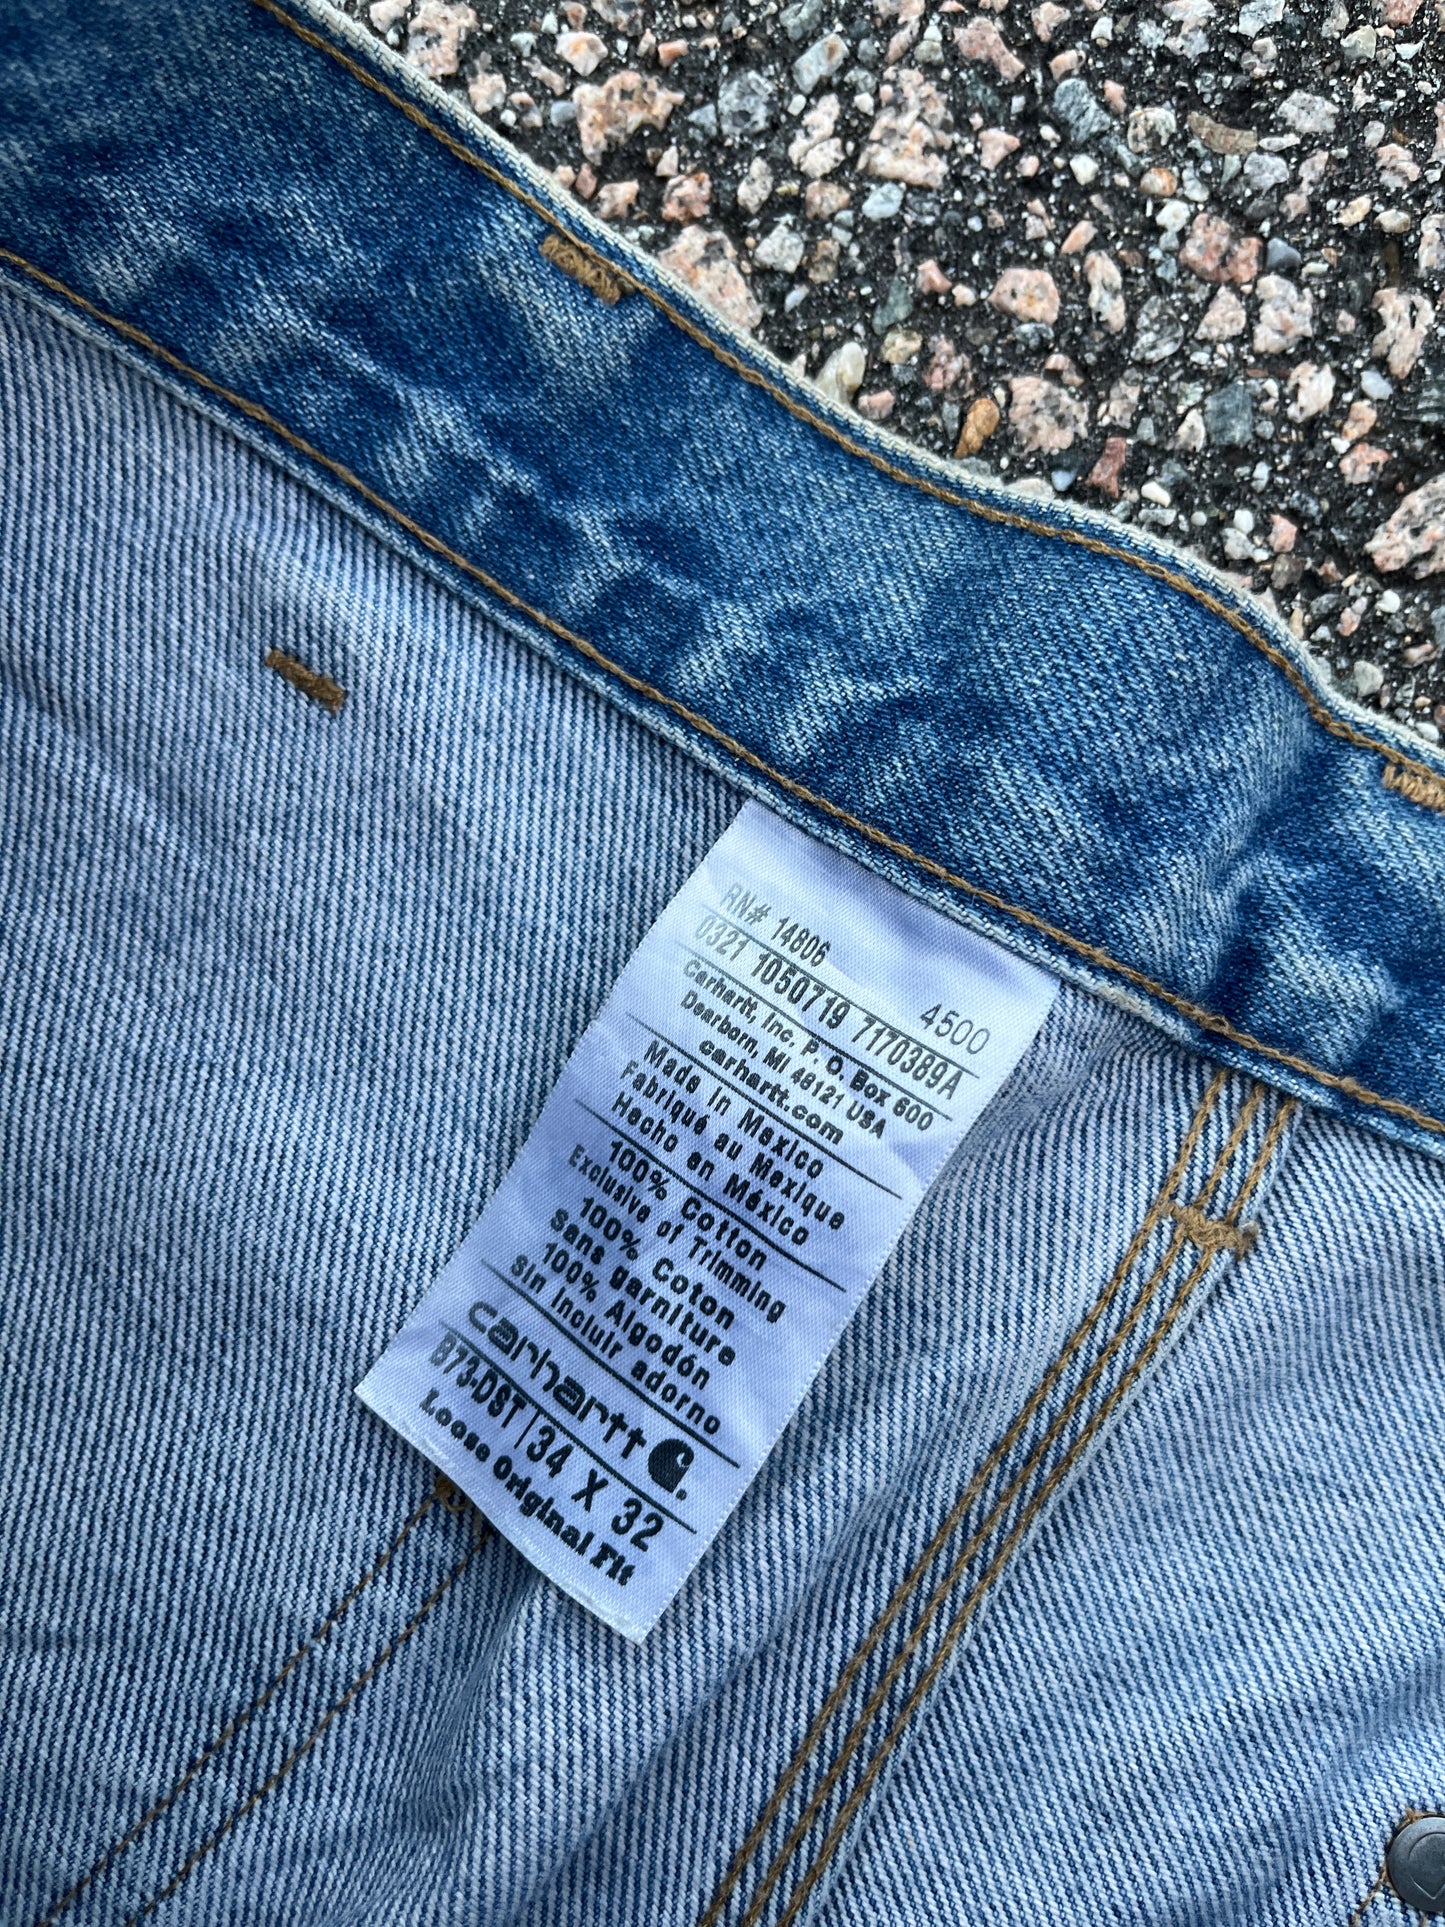 RN# 14806
4500
0321 1050719 7170389A
Carhartt, Inc. P. O. Box 600
Dearborn, MI 48121 USA
carhartt.com
Made in Mexico
Fabriqué au Mexique
Hecho en México
100% Cotton
Exclusive of Trimming
100% Coton
Sans garniture
100% Algodón
sin incluir adorno
carhartt
B73-DST | 34 X 32
Loose Original Fit